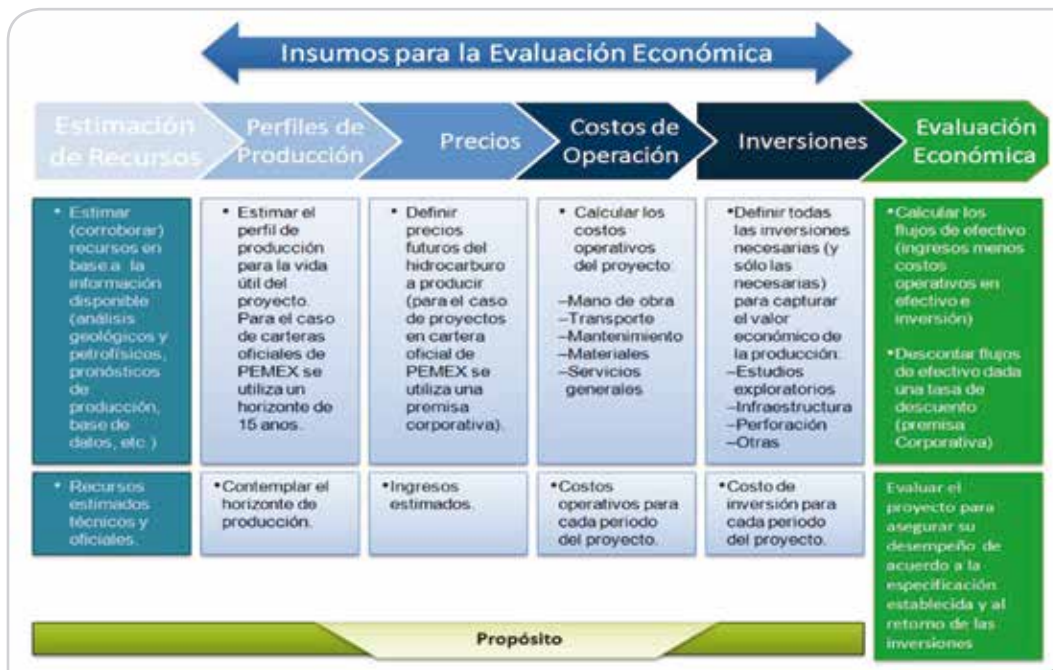 Insumos para la Evaluación Económica
Estimación
de Recursos
Perfiles de
Producción
Precios
Costos de
Operación
Inversiones
Evaluación
Económica
• Estimar
(corroborar)
recursos en
base a la
información
disponible
(análisis
geológicos y
petrofísicos,
pronósticos
de
producción,
base de
datos, etc.)
• Estimar el
perfil de
producción
para la vida
útil del
proyecto.
Para el caso
de carteras
oficiales de
PEMEX se
utiliza un
horizonte de
15 anos.
• Definir
precios
futuros del
hidrocarburo
a producir
(para el caso
de proyectos
en cartera
oficial de
PEMEX se
utiliza una
premisa
corporativa).
• Calcular los
costos
operativos
del proyecto:
–Mano de obra
–Transporte
–Mantenimiento
–Materiales
–Servicios
generales
•Definir todas
las inversiones
necesarias (y
sólo las
necesarias)
para capturar
el valor
económico de
la producción:
–Estudios
exploratorios
–Infraestructura
–Perforación
–Otras
•Calcular los
flujos de efectivo
(ingresos menos
costos
operativos en
efectivo e
inversión)
•Descontar flujos
de efectivo dada
una tasa de
descuento
(premisa
Corporativa)
• Recursos
estimados
técnicos y
oficiales.
•Contemplar el
horizonte de
producción.
•Ingresos
estimados.
•Costos
operativos para
cada periodo
del proyecto.
•Costo de
inversión para
cada periodo
del proyecto.
Evaluar el
proyecto para
asegurar su
desempeño de
acuerdo a la
especificación
establecida y al
retorno de las
inversiones
Propósito